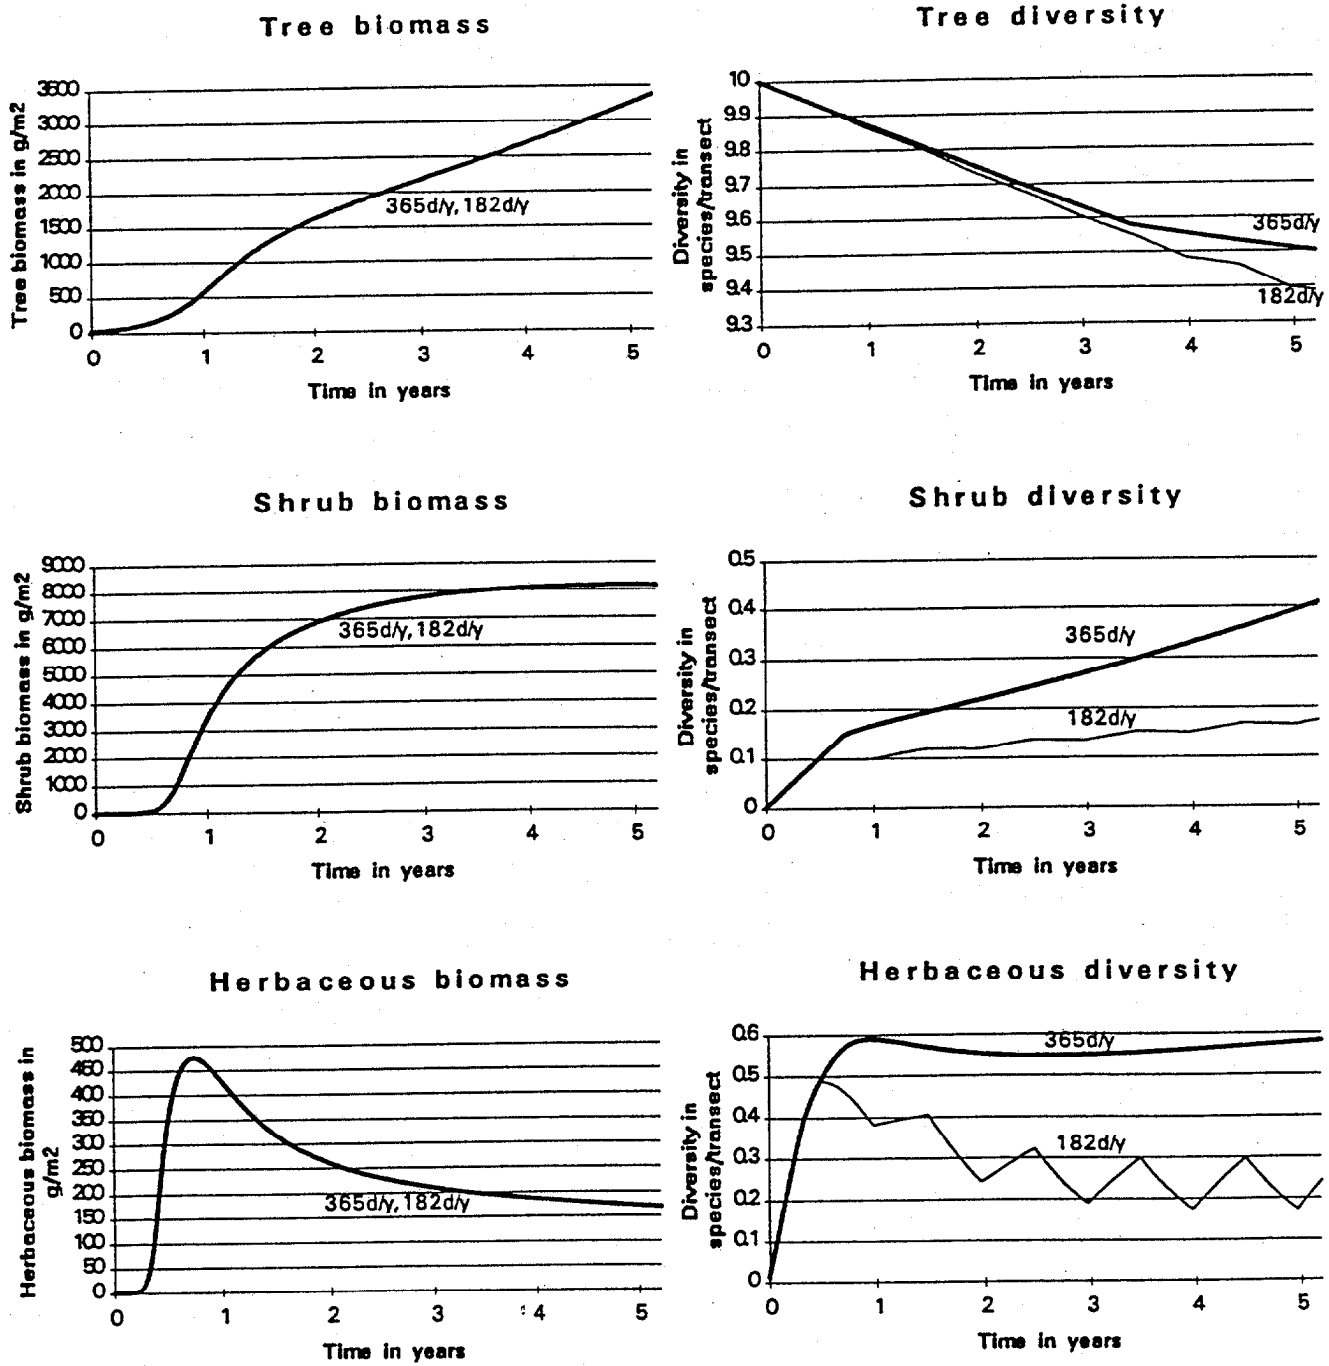 Tree biomass
Tree biomass in g/m2
3500
3000
2500
2000
1500
1000
500
0
365d/y, 182d/y
0 1 2 3 4 5
Time in years
Tree diversity
Diversity in
species/transect
10
9.9
9.8
9.7
9.6
9.5
9.4
9.3
365d/y
182d/y
0 1 2 3 4 5
Time in years
Shrub biomass
Shrub biomass in g/m2
9000
8000
7000
6000
5000
4000
3000
2000
1000
0
365d/y, 182d/y
0 1 2 3 4 5
Time in years
Shrub diversity
Diversity in
species/transect
0.5
0.4
0.3
0.2
0.1
0
365d/y
182d/y
0 1 2 3 4 5
Time in years
Herbaceous biomass
Herbaceous biomass in
g/m2
500
450
400
350
300
250
200
150
100
50
0
365d/y, 182d/y
0 1 2 3 4 5
Time in years
Herbaceous diversity
Diversity in
species/transect
0.6
0.5
0.4
0.3
0.2
0.1
0
365d/y
182d/y
0 1 2 3 4 5
Time in years